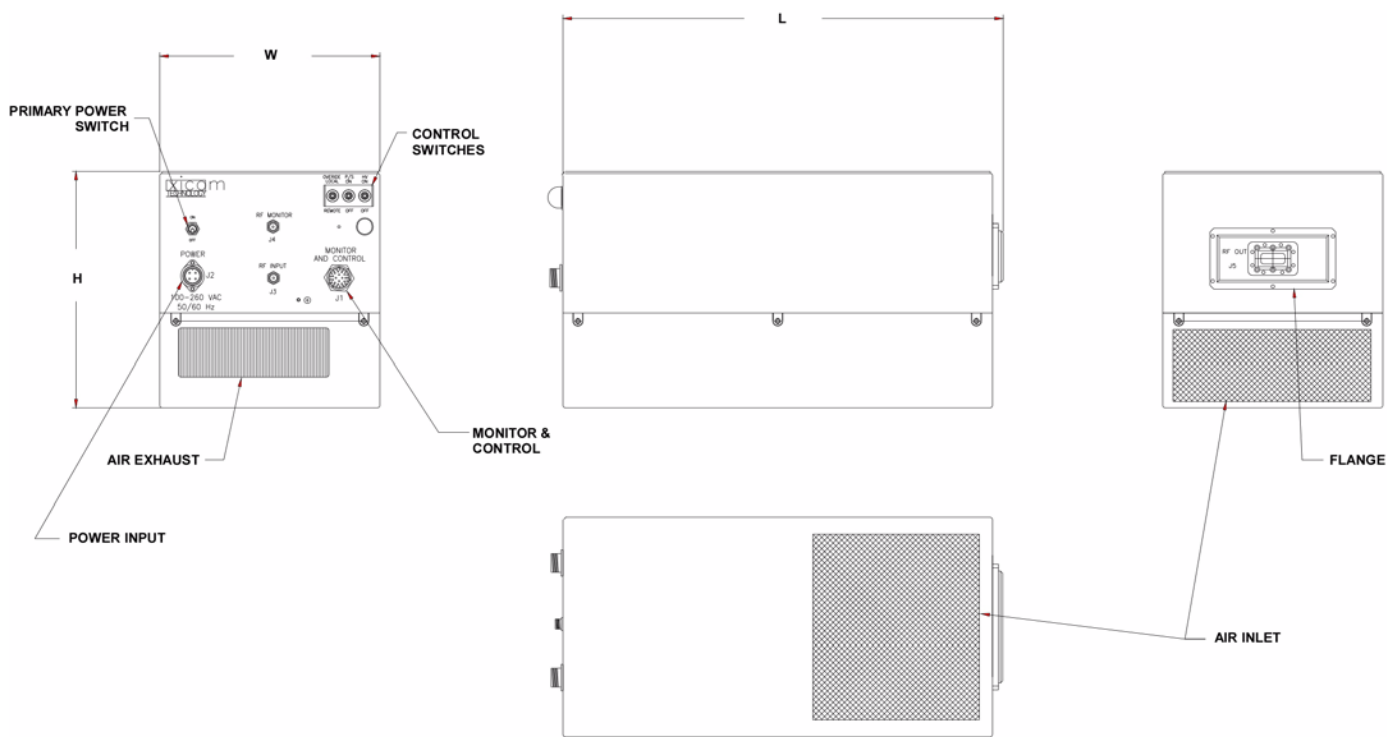 L
W
PRIMARY POWER
SWITCH
CONTROL
SWITCHES
xicom
TECHNOLOGY
OVERRIDE
LOCAL
P/S
ON
HV
ON
REMOTE
OFF
OFF
ON
OFF
RF MONITOR
J4
POWER
J2
100-260 VAC
50/60 Hz
RF INPUT
J3
MONITOR
AND CONTROL
J1
H
RF OUT
J5
AIR EXHAUST
MONITOR &
CONTROL
FLANGE
POWER INPUT
AIR INLET